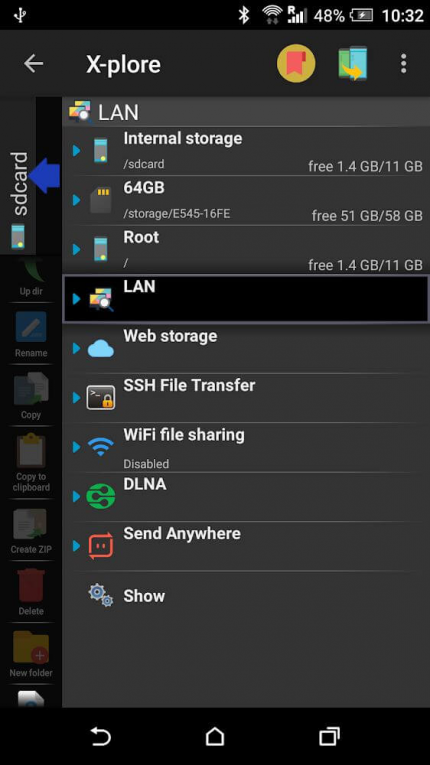 R
48%
10:32
X-plore
sdcard
LAN
Internal storage
/sdcard
free 1.4 GB/11 GB
64GB
/storage/E545-16FE
free 51 GB/58 GB
Root
/
free 1.4 GB/11 GB
LAN
Web storage
SSH File Transfer
WiFi file sharing
Disabled
DLNA
Send Anywhere
Show
Up dir
Rename
Copy
Copy to
clipboard
Create ZIP
Delete
New folder